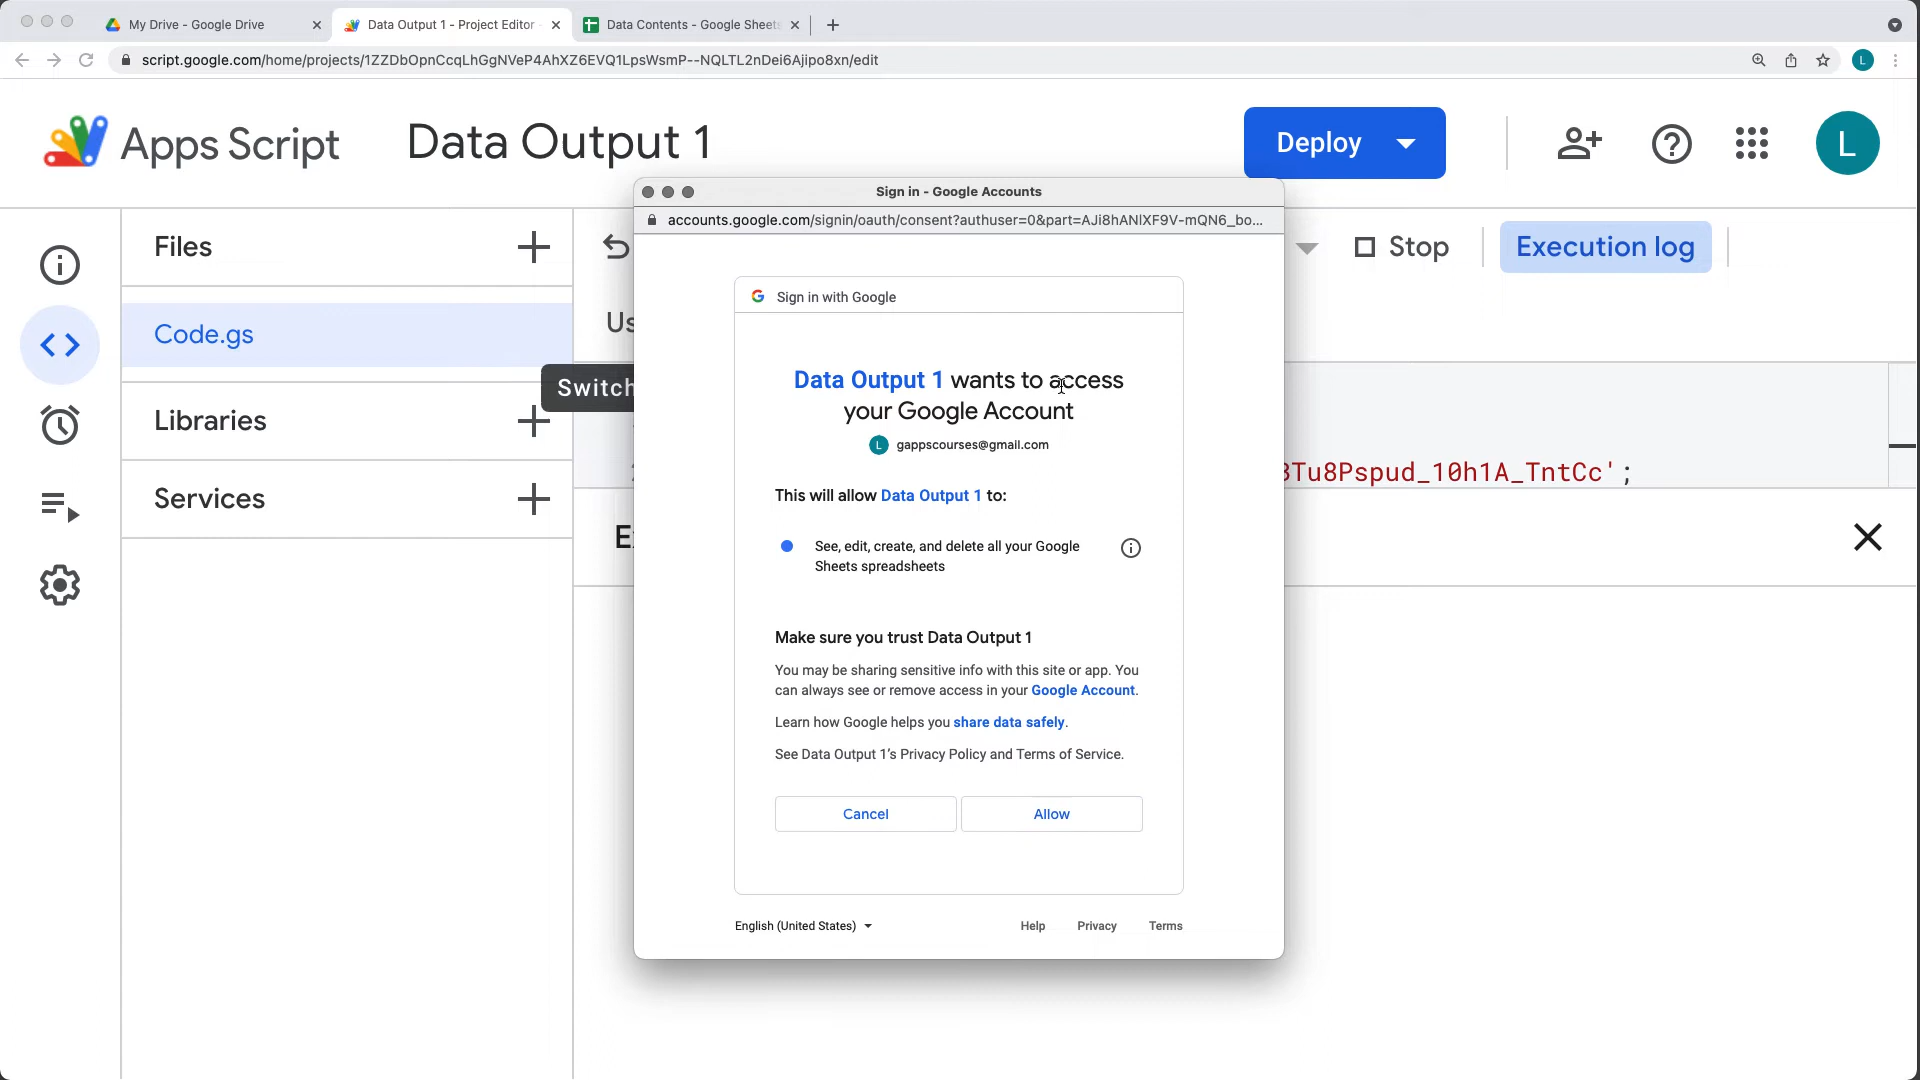 My Drive - Google Drive
Data Output 1 - Project Editor
Data Contents - Google Sheets
script.google.com/home/projects/1ZZDbOpnCcqLhGgNVeP4AhXZ6EVQ1LpsWsmP--NQLTL2nDei6Ajipo8xn/edit
L
Apps Script
Data Output 1
Deploy
L
Sign in - Google Accounts
accounts.google.com/signin/oauth/consent?authuser=0&part=AJi8hANlXF9V-mQN6_bo...
Files
Stop
Execution log
Sign in with Google
Us
Code.gs
Switch
Data Output 1 wants to access
your Google Account
L gappscourses@gmail.com
Libraries
3Tu8Pspud_10h1A_TntCc';
Services
This will allow Data Output 1 to:
See, edit, create, and delete all your Google
Sheets spreadsheets
Make sure you trust Data Output 1
You may be sharing sensitive info with this site or app. You
can always see or remove access in your Google Account.
Learn how Google helps you share data safely.
See Data Output 1's Privacy Policy and Terms of Service.
Cancel
Allow
English (United States)
Help
Privacy
Terms